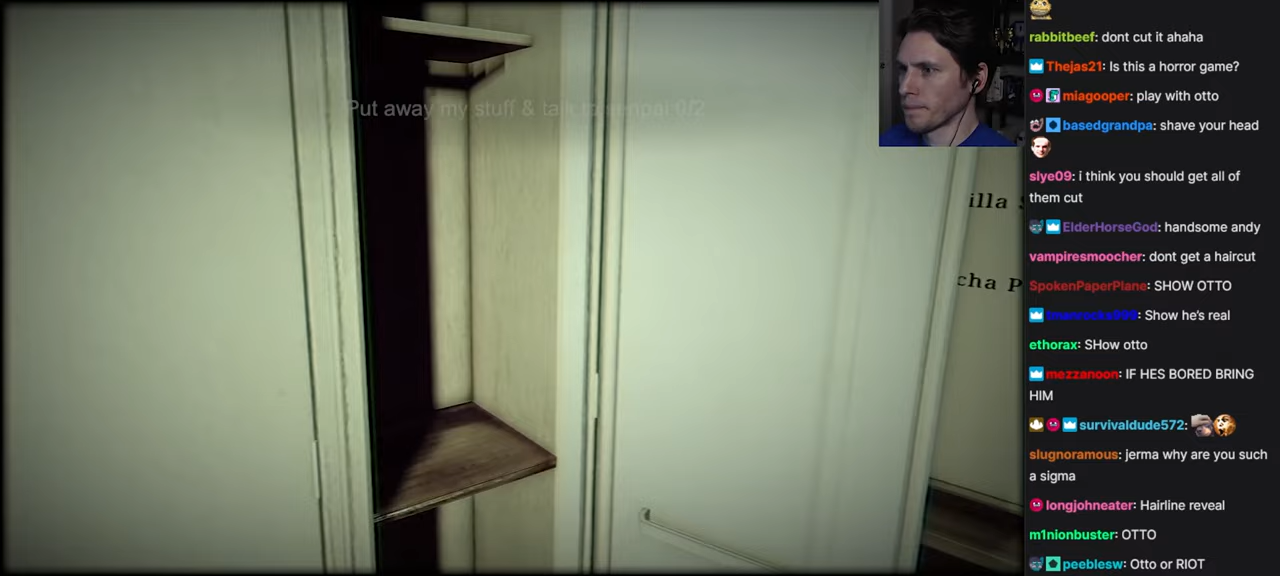 Put away my stuff & talk to senpai 0/2
illa
cha P
rabbitbeef: dont cut it ahaha
Thejas21: Is this a horror game?
miagooper: play with otto
basedgrandpa: shave your head
slye09: i think you should get all of
them cut
ElderHorseGod: handsome andy
vampiresmoocher: dont get a haircut
SpokenPaperPlane: SHOW OTTO
: Show he's real
ethorax: SHow otto
mezzanoon: IF HES BORED BRING
HIM
survivaldude572:
slugnoramous: jerma why are you such
a sigma
longjohneater: Hairline reveal
m1nionbuster: OTTO
peeblesw: Otto or RIOT